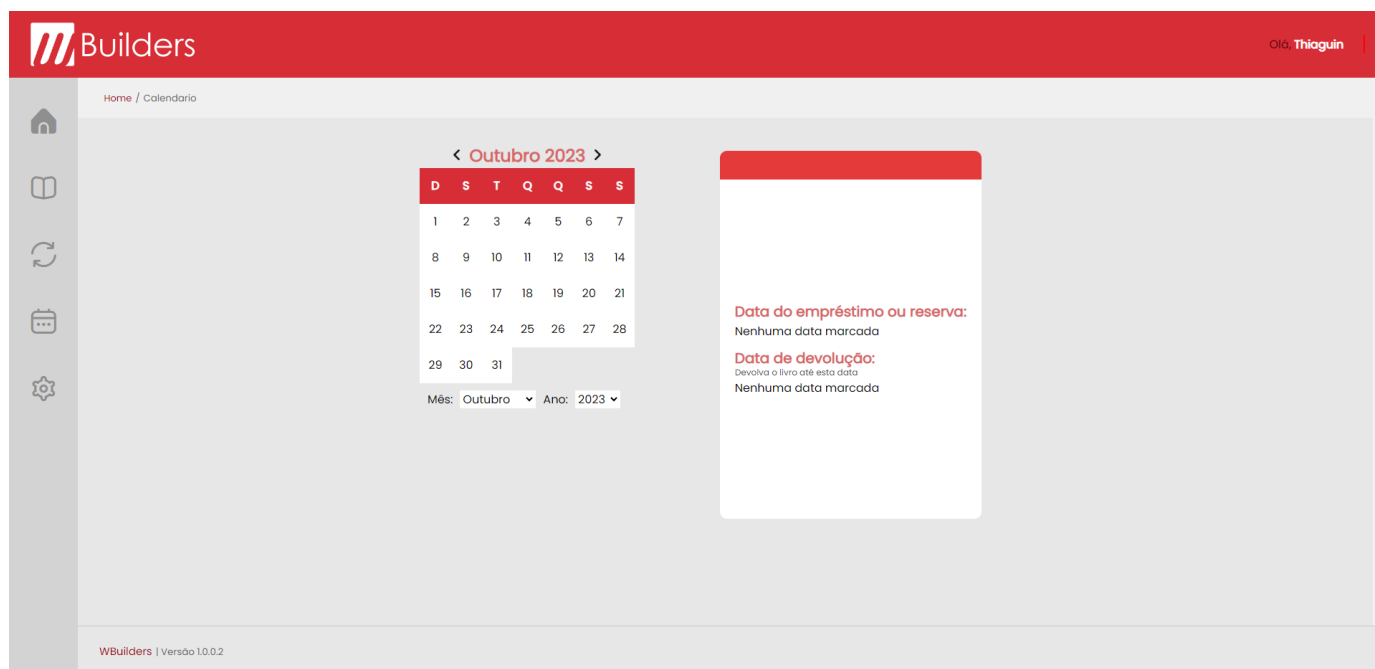 Builders
Olá, Thiaguin
Home / Calendario
Outubro 2023
D S T Q Q S S
1 2 3 4 5 6 7
8 9 10 11 12 13 14
15 16 17 18 19 20 21
22 23 24 25 26 27 28
29 30 31
Mês: Outubro Ano: 2023
Data do empréstimo ou reserva:
Nenhuma data marcada
Data de devolução:
Devolva o livro até esta data
Nenhuma data marcada
WBuilders | Versão 1.0.0.2